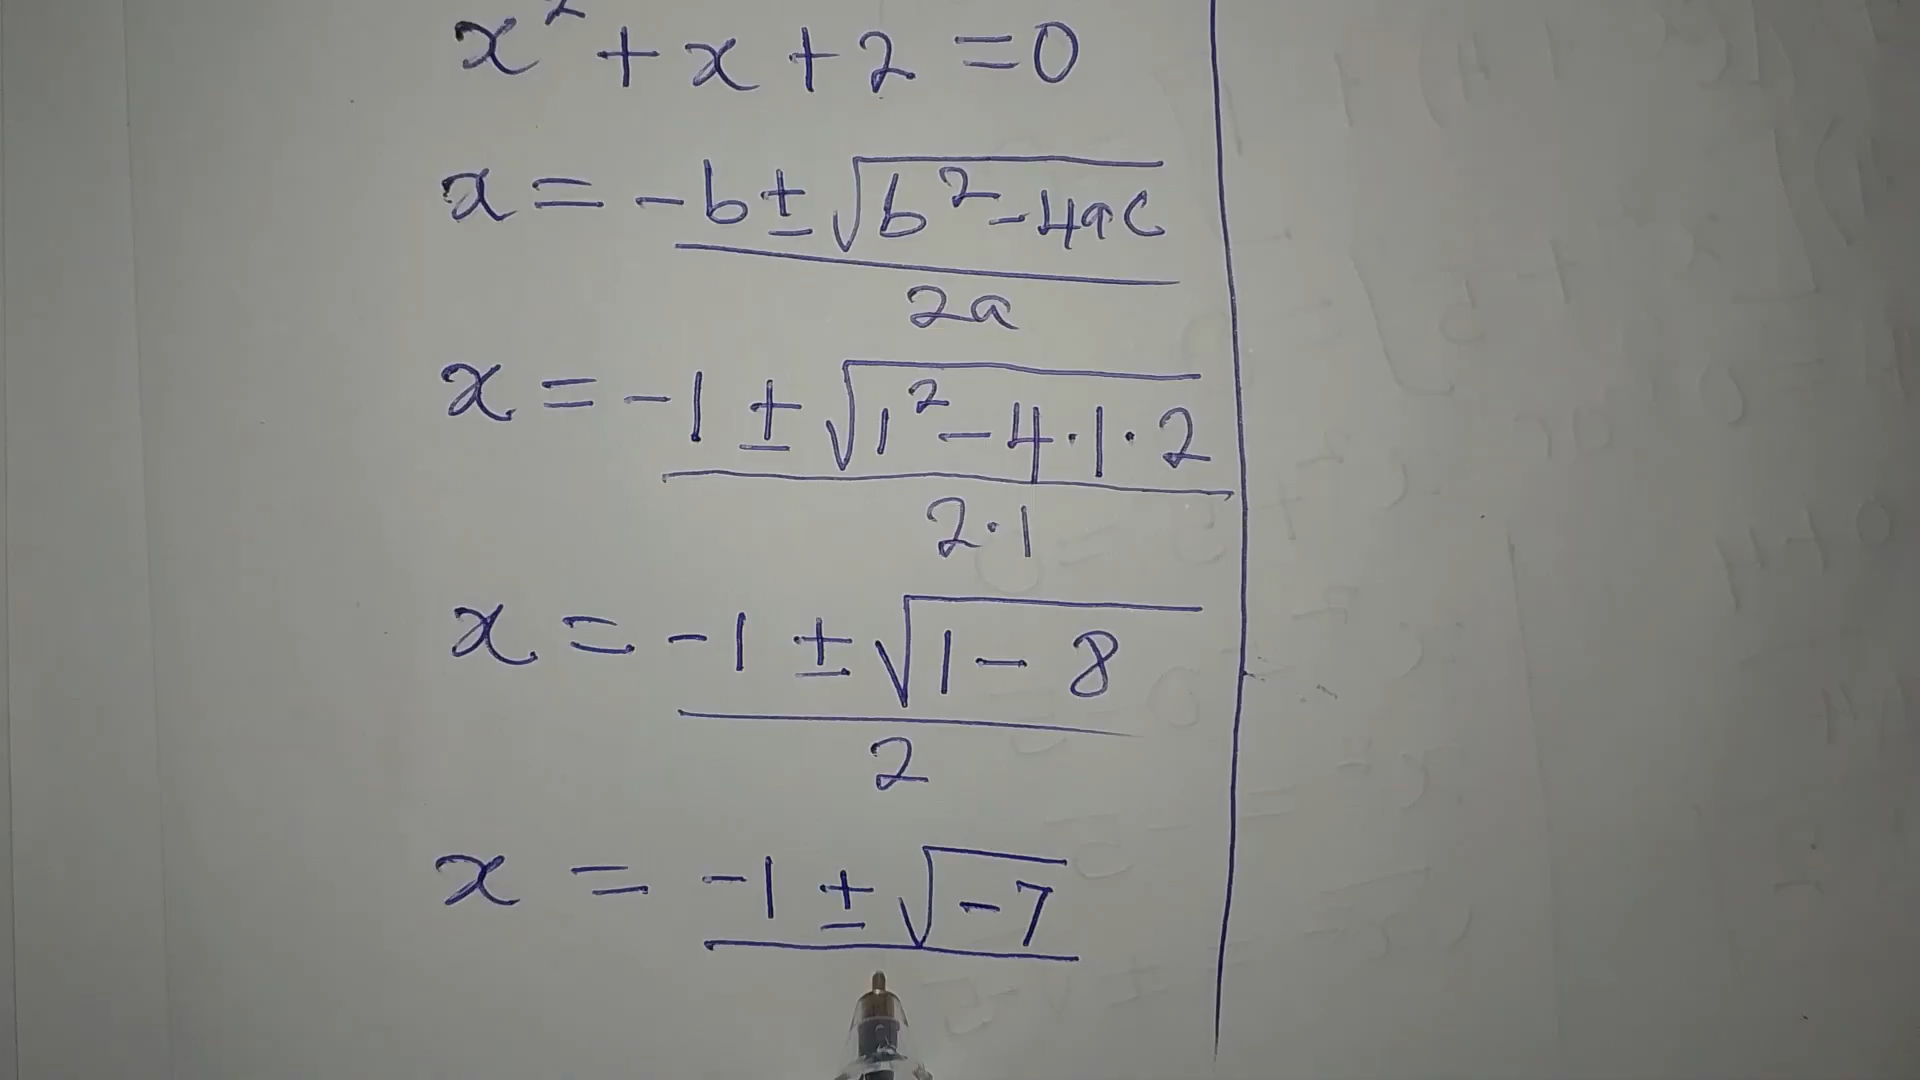 x² + x + 2 = 0
x = -b ± √(b² - 4ac)
2a
x = -1 ± √(1² - 4·1·2)
2·1
x = -1 ± √(1 - 8)
2
x = -1 ± √(-7)